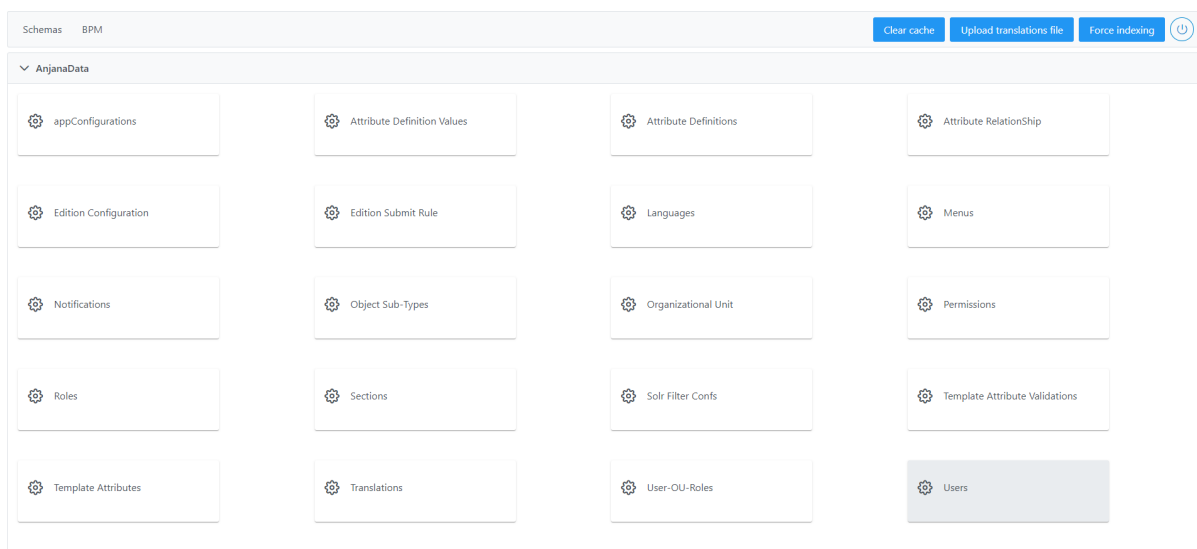 Schemas BPM Clear cache Upload translations file Force indexing
AnjanaData
appConfigurations Attribute Definition Values Attribute Definitions Attribute RelationShip
Edition Configuration Edition Submit Rule Languages Menus
Notifications Object Sub-Types Organizational Unit Permissions
Roles Sections Solr Filter Confs Template Attribute Validations
Template Attributes Translations User-OU-Roles Users